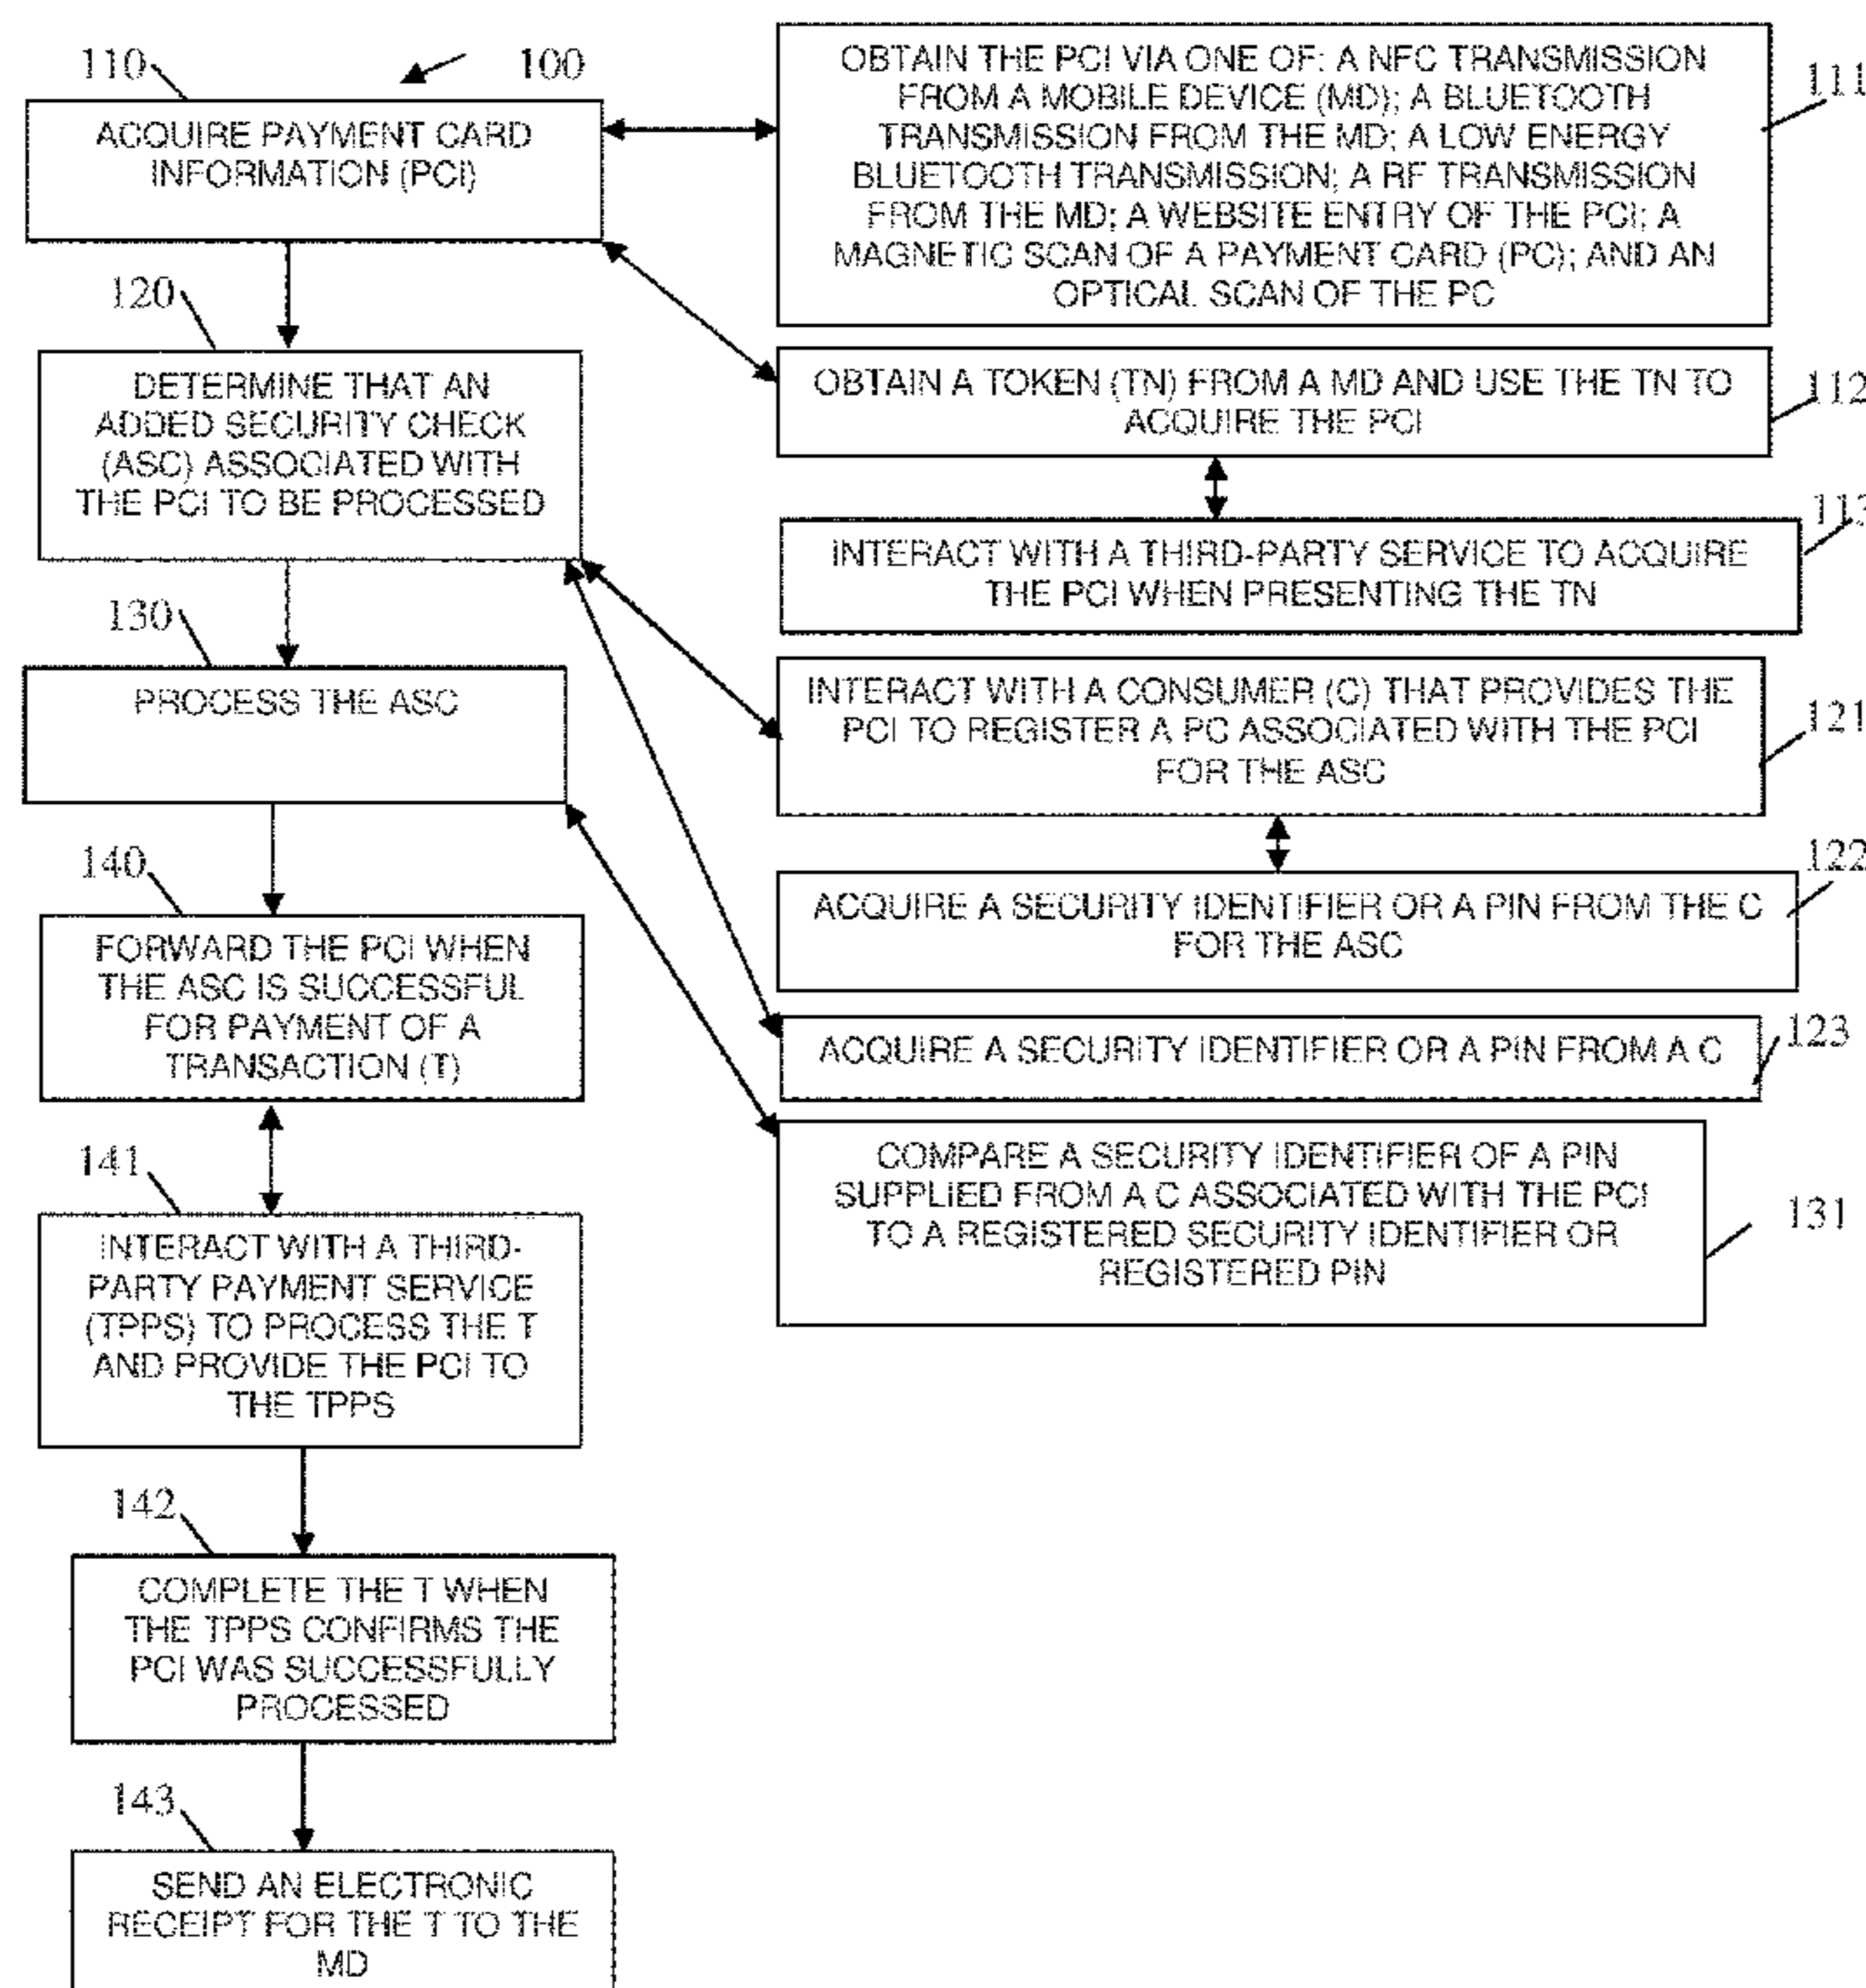 110
100
ACQUIRE PAYMENT CARD
INFORMATION (PCI)
OBTAIN THE PCI VIA ONE OF: A NFC TRANSMISSION
FROM A MOBILE DEVICE (MD); A BLUETOOTH
TRANSMISSION FROM THE MD; A LOW ENERGY
BLUETOOTH TRANSMISSION; A RF TRANSMISSION
FROM THE MD; A WEBSITE ENTRY OF THE PCI; A
MAGNETIC SCAN OF A PAYMENT CARD (PC); AND AN
OPTICAL SCAN OF THE PC
111
120
DETERMINE THAT AN
ADDED SECURITY CHECK
(ASC) ASSOCIATED WITH
THE PCI TO BE PROCESSED
OBTAIN A TOKEN (TN) FROM A MD AND USE THE TN TO
ACQUIRE THE PCI
112
INTERACT WITH A THIRD-PARTY SERVICE TO ACQUIRE
THE PCI WHEN PRESENTING THE TN
113
130
PROCESS THE ASC
INTERACT WITH A CONSUMER (C) THAT PROVIDES THE
PCI TO REGISTER A PC ASSOCIATED WITH THE PCI
FOR THE ASC
121
ACQUIRE A SECURITY IDENTIFIER OR A PIN FROM THE C
FOR THE ASC
122
140
FORWARD THE PCI WHEN
THE ASC IS SUCCESSFUL
FOR PAYMENT OF A
TRANSACTION (T)
ACQUIRE A SECURITY IDENTIFIER OR A PIN FROM A C
123
COMPARE A SECURITY IDENTIFIER OF A PIN
SUPPLIED FROM A C ASSOCIATED WITH THE PCI
TO A REGISTERED SECURITY IDENTIFIER OR
REGISTERED PIN
131
141
INTERACT WITH A THIRD-
PARTY PAYMENT SERVICE
(TPPS) TO PROCESS THE T
AND PROVIDE THE PCI TO
THE TPPS
142
COMPLETE THE T WHEN
THE TPPS CONFIRMS THE
PCI WAS SUCCESSFULLY
PROCESSED
143
SEND AN ELECTRONIC
RECEIPT FOR THE T TO THE
MD